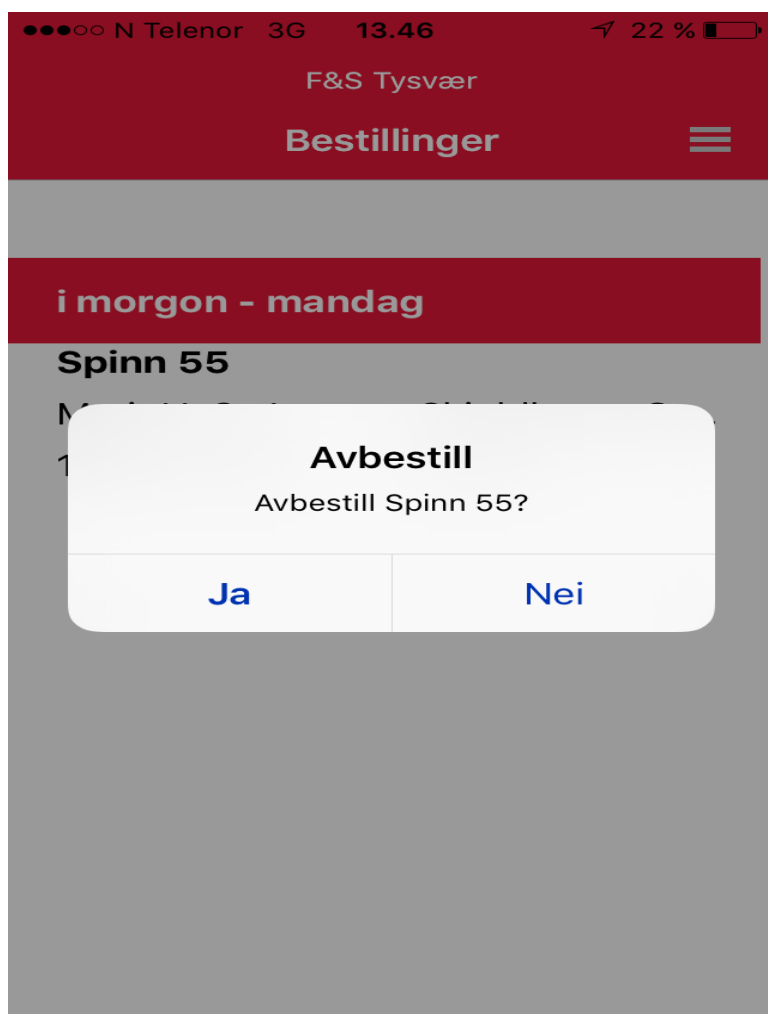 N Telenor 3G 13.46 22 %
F&S Tysvær
Bestillinger
i morgon - mandag
Spinn 55
Avbestill
Avbestill Spinn 55?
Ja Nei